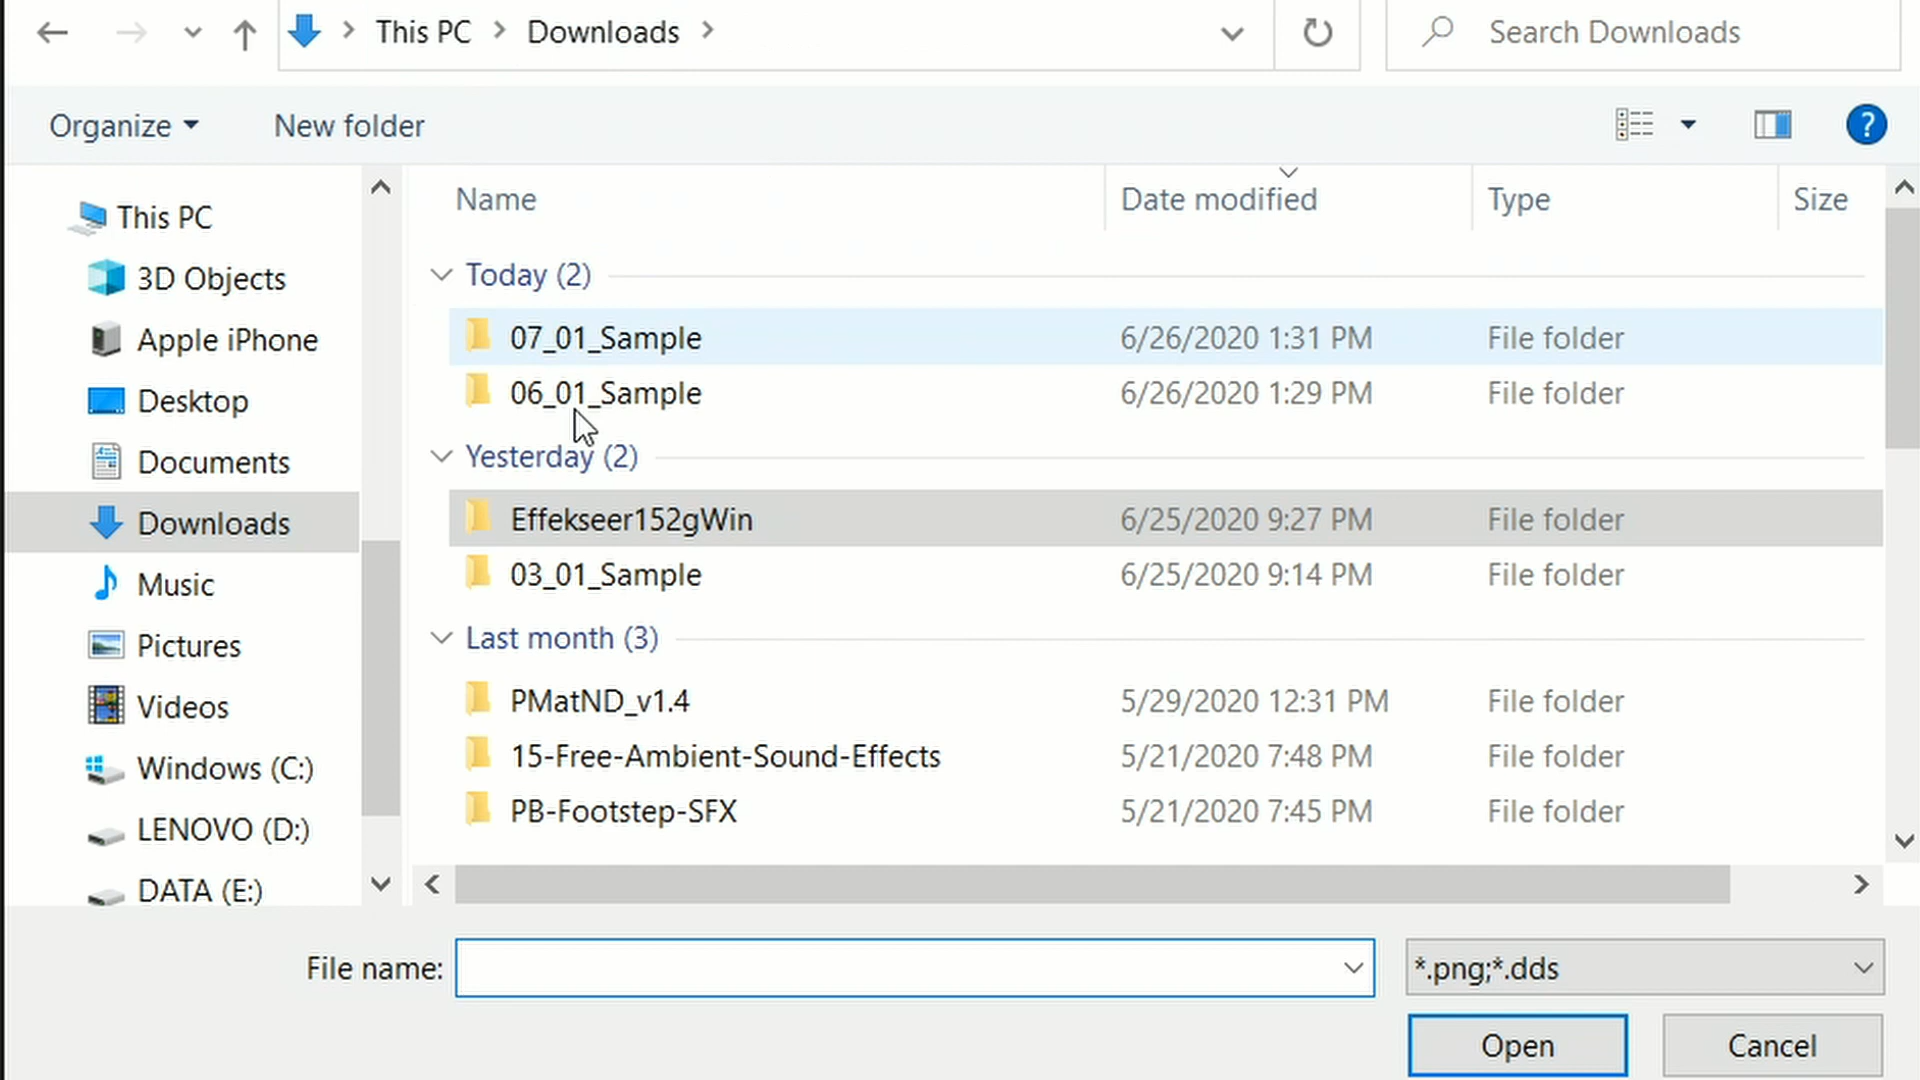 This PC > Downloads >
Search Downloads
Organize
New folder
?
Name
Date modified
Type
Size
This PC
3D Objects
Apple iPhone
Desktop
Documents
Downloads
Music
Pictures
Videos
Windows (C:)
LENOVO (D:)
DATA (E:)
Today (2)
07_01_Sample 6/26/2020 1:31 PM File folder
06_01_Sample 6/26/2020 1:29 PM File folder
Yesterday (2)
Effekseer152gWin 6/25/2020 9:27 PM File folder
03_01_Sample 6/25/2020 9:14 PM File folder
Last month (3)
PMatND_v1.4 5/29/2020 12:31 PM File folder
15-Free-Ambient-Sound-Effects 5/21/2020 7:48 PM File folder
PB-Footstep-SFX 5/21/2020 7:45 PM File folder
File name:
*.png;*.dds
Open
Cancel